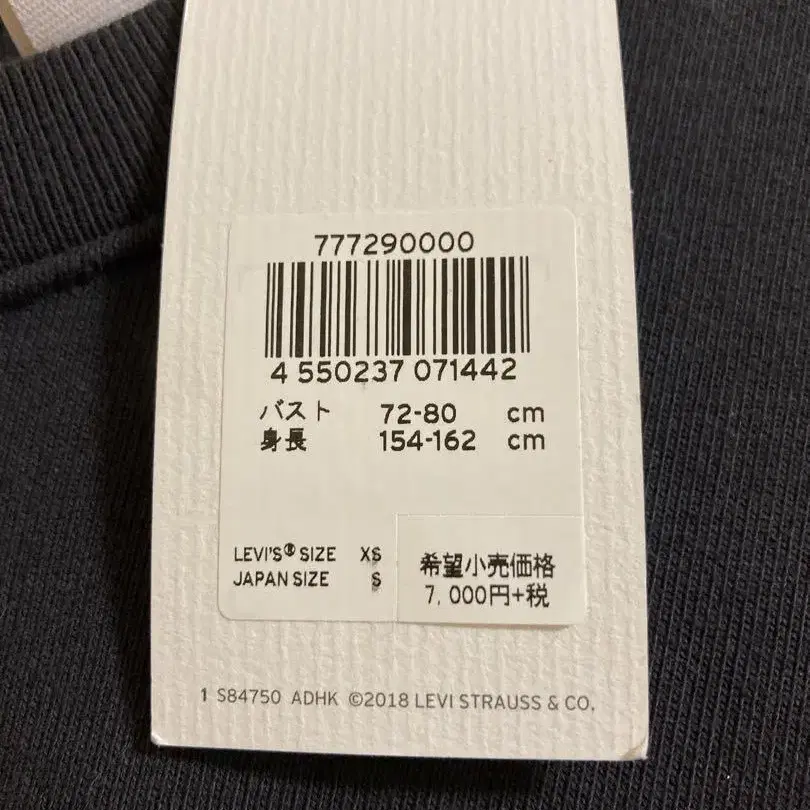 777290000
4 550237 071442
バスト 72-80 cm
身長 154-162 cm
LEVI'S® SIZE XS
JAPAN SIZE S
希望小売価格
7,000円+税
1 S84750 ADHK ©2018 LEVI STRAUSS & CO.